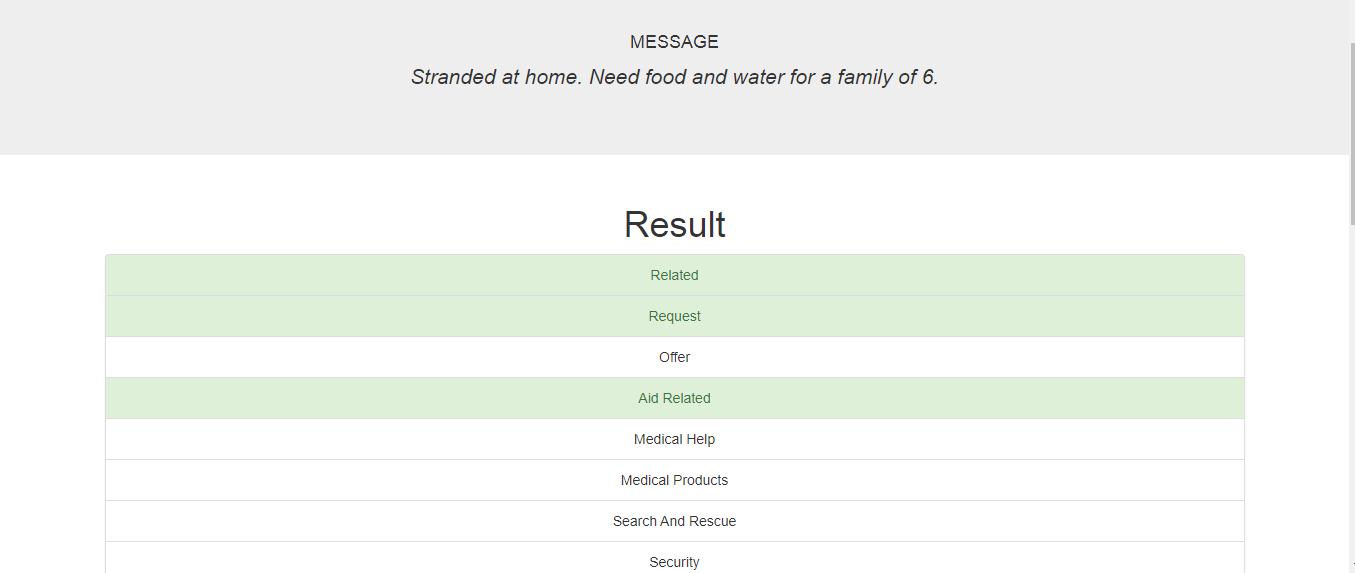 MESSAGE
Stranded at home. Need food and water for a family of 6.
Result
Related
Request
Offer
Aid Related
Medical Help
Medical Products
Search And Rescue
Security